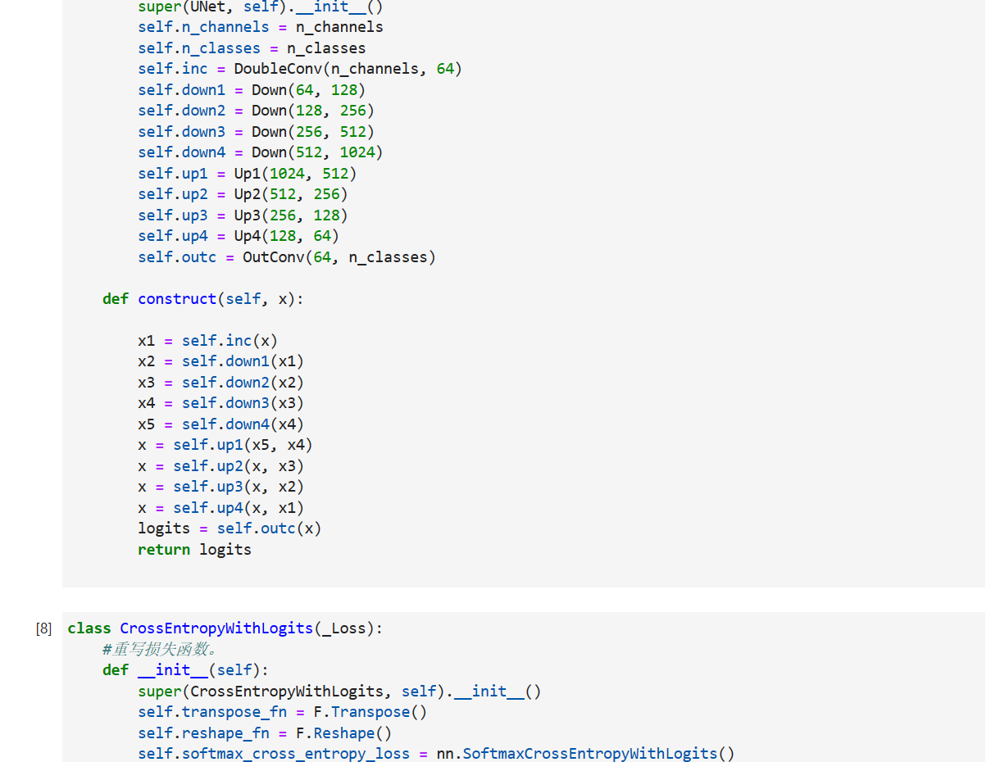 super(UNet, self).__init__()
self.n_channels = n_channels
self.n_classes = n_classes
self.inc = DoubleConv(n_channels, 64)
self.down1 = Down(64, 128)
self.down2 = Down(128, 256)
self.down3 = Down(256, 512)
self.down4 = Down(512, 1024)
self.up1 = Up1(1024, 512)
self.up2 = Up2(512, 256)
self.up3 = Up3(256, 128)
self.up4 = Up4(128, 64)
self.outc = OutConv(64, n_classes)
def construct(self, x):
x1 = self.inc(x)
x2 = self.down1(x1)
x3 = self.down2(x2)
x4 = self.down3(x3)
x5 = self.down4(x4)
x = self.up1(x5, x4)
x = self.up2(x, x3)
x = self.up3(x, x2)
x = self.up4(x, x1)
logits = self.outc(x)
return logits
[8] class CrossEntropyWithLogits(_Loss):
#重写损失函数。
def __init__(self):
super(CrossEntropyWithLogits, self).__init__()
self.transpose_fn = F.Transpose()
self.reshape_fn = F.Reshape()
self.softmax_cross_entropy_loss = nn.SoftmaxCrossEntropyWithLogits()